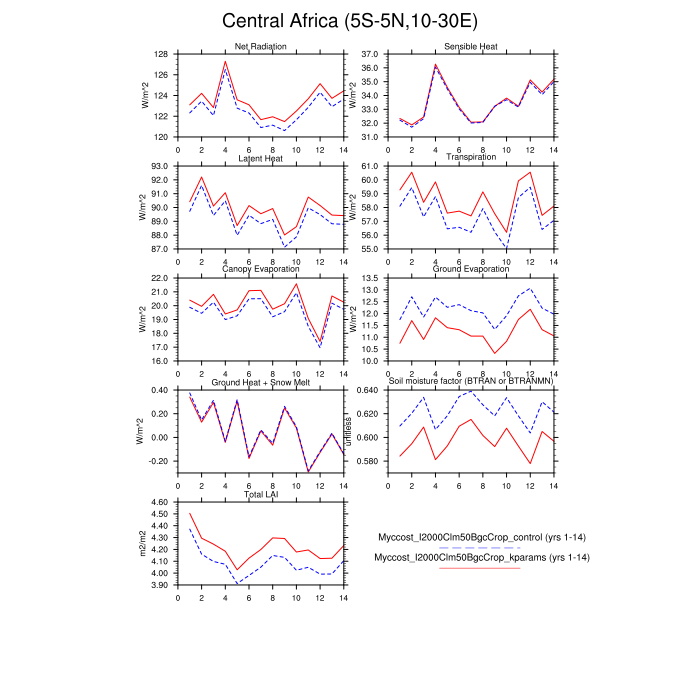 Central Africa (5S-5N,10-30E)
Net Radiation
Sensible Heat
W/m^2
128
126
124
122
120
0 2 4 6 8 10 12 14
W/m^2
37.0
36.0
35.0
34.0
33.0
32.0
31.0
0 2 4 6 8 10 12 14
Latent Heat
Transpiration
W/m^2
93.0
92.0
91.0
90.0
89.0
88.0
87.0
0 2 4 6 8 10 12 14
W/m^2
61.0
60.0
59.0
58.0
57.0
56.0
55.0
0 2 4 6 8 10 12 14
Canopy Evaporation
Ground Evaporation
W/m^2
22.0
21.0
20.0
19.0
18.0
17.0
16.0
0 2 4 6 8 10 12 14
W/m^2
13.5
13.0
12.5
12.0
11.5
11.0
10.5
10.0
0 2 4 6 8 10 12 14
Ground Heat + Snow Melt
Soil moisture factor (BTRAN or BTRANMN)
W/m^2
0.40
0.20
0.00
-0.20
0 2 4 6 8 10 12 14
unitless
0.640
0.620
0.600
0.580
0 2 4 6 8 10 12 14
Total LAI
m2/m2
4.60
4.50
4.40
4.30
4.20
4.10
4.00
3.90
0 2 4 6 8 10 12 14
Myccost_I2000Clm50BgcCrop_control (yrs 1-14)
Myccost_I2000Clm50BgcCrop_kparams (yrs 1-14)